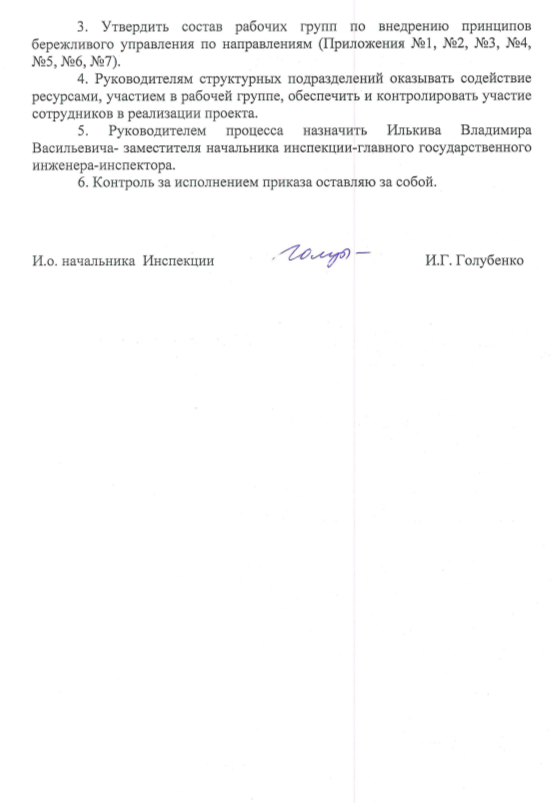 3. Утвердить состав рабочих групп по внедрению принципов
бережливого управления по направлениям (Приложения №1, №2, №3, №4,
№5, №6, №7).
4. Руководителям структурных подразделений оказывать содействие
ресурсами, участием в рабочей группе, обеспечить и контролировать участие
сотрудников в реализации проекта.
5. Руководителем процесса назначить Илькива Владимира
Васильевича- заместителя начальника инспекции-главного государственного
инженера-инспектора.
6. Контроль за исполнением приказа оставляю за собой.
И.о. начальника Инспекции И.Г. Голубенко